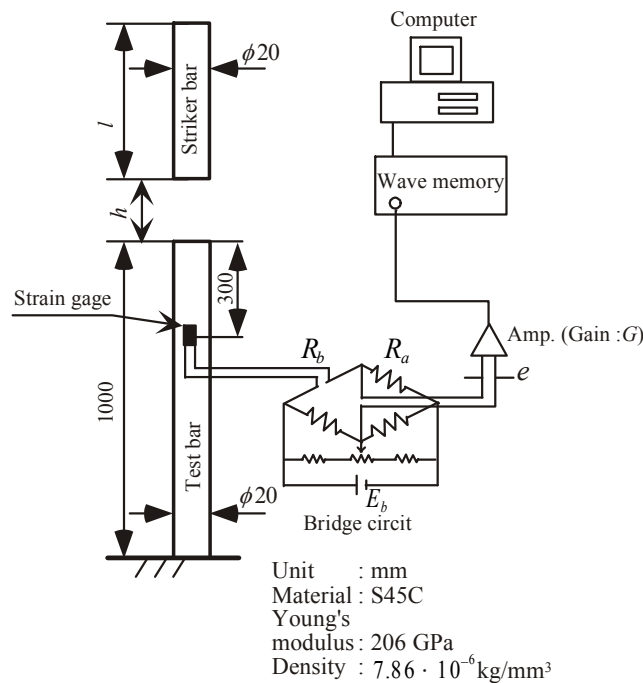 Computer
ϕ20
Striker bar
l
Wave memory
h
300
Strain gage
Amp. (Gain :G)
R_b
R_a
e
1000
Test bar
ϕ20
E_b
Bridge circit
Unit : mm
Material : S45C
Young's
modulus : 206 GPa
Density : 7.86 · 10⁻⁶kg/mm³